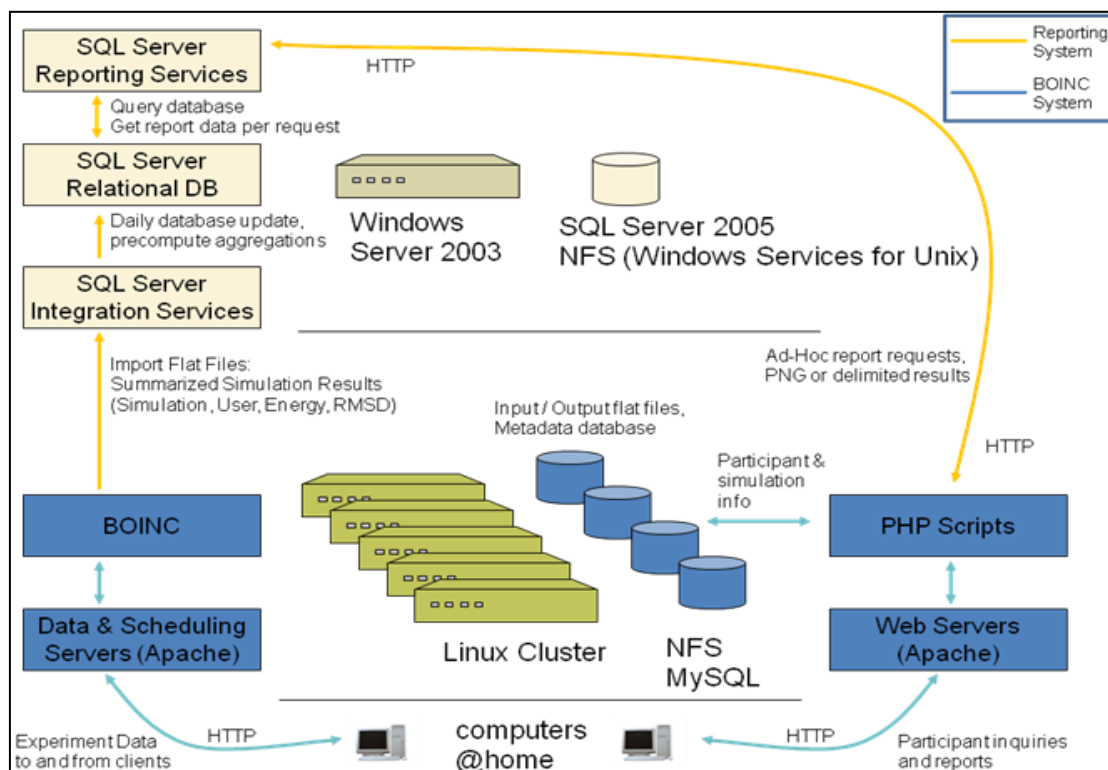 SQL Server
Reporting Services
HTTP
Reporting
System
BOINC
System
Query database
Get report data per request
SQL Server
Relational DB
Daily database update,
precompute aggregations
Windows
Server 2003
SQL Server 2005
NFS (Windows Services for Unix)
SQL Server
Integration Services
Import Flat Files:
Summarized Simulation Results
(Simulation, User, Energy, RMSD)
Ad-Hoc report requests,
PNG or delimited results
Input / Output flat files,
Metadata database
HTTP
Participant &
simulation
info
BOINC
PHP Scripts
Data & Scheduling
Servers (Apache)
Linux Cluster
NFS
MySQL
Web Servers
(Apache)
Experiment Data
to and from clients
HTTP
computers
@home
HTTP
Participant inquiries
and reports